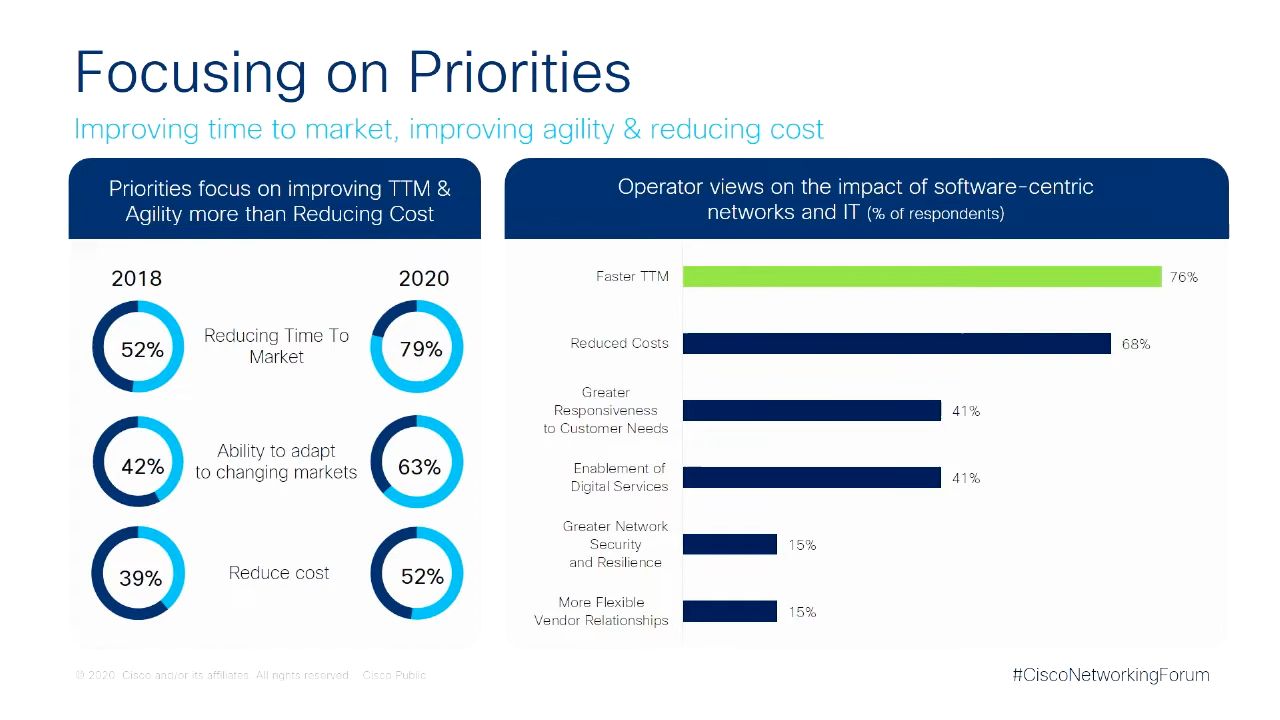 Focusing on Priorities
Improving time to market, improving agility & reducing cost
Priorities focus on improving TTM &
Agility more than Reducing Cost
2018
2020
52%
Reducing Time To
Market
79%
42%
Ability to adapt
to changing markets
63%
39%
Reduce cost
52%
Operator views on the impact of software-centric
networks and IT (% of respondents)
Faster TTM
76%
Reduced Costs
68%
Greater
Responsiveness
to Customer Needs
41%
Enablement of
Digital Services
41%
Greater Network
Security
and Resilience
15%
More Flexible
Vendor Relationships
15%
© 2020 Cisco and/or its affiliates. All rights reserved. Cisco Public
#CiscoNetworkingForum